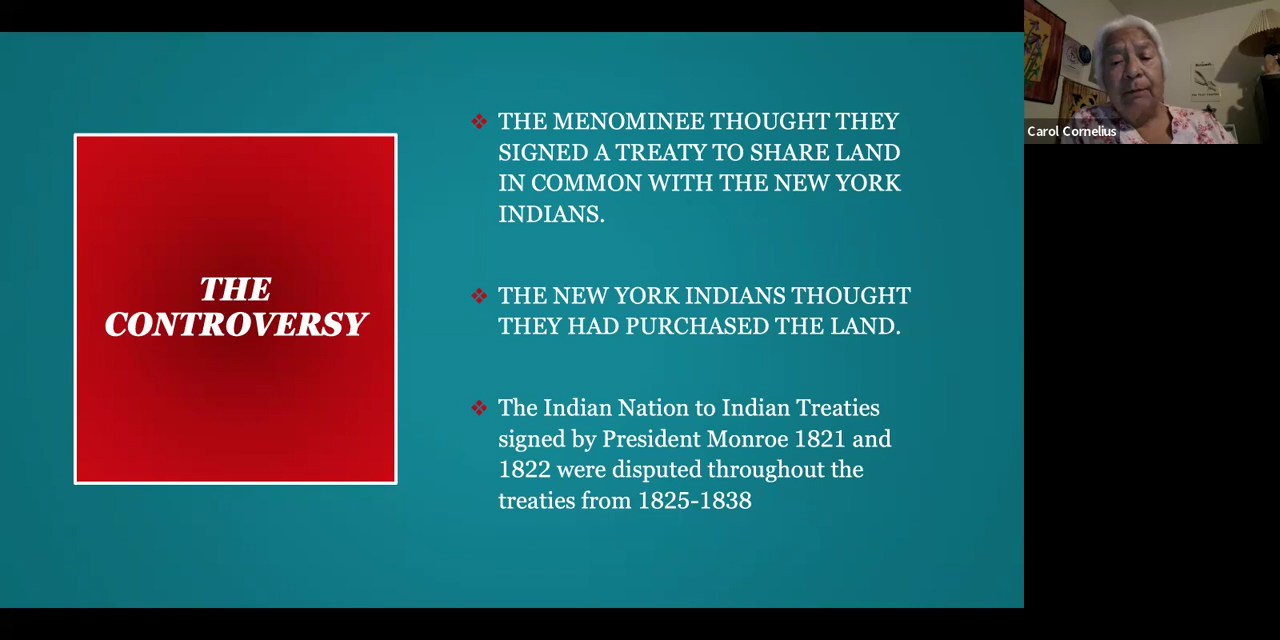 THE
CONTROVERSY
❖ THE MENOMINEE THOUGHT THEY
SIGNED A TREATY TO SHARE LAND
IN COMMON WITH THE NEW YORK
INDIANS.
❖ THE NEW YORK INDIANS THOUGHT
THEY HAD PURCHASED THE LAND.
❖ The Indian Nation to Indian Treaties
signed by President Monroe 1821 and
1822 were disputed throughout the
treaties from 1825-1838
Carol Cornelius